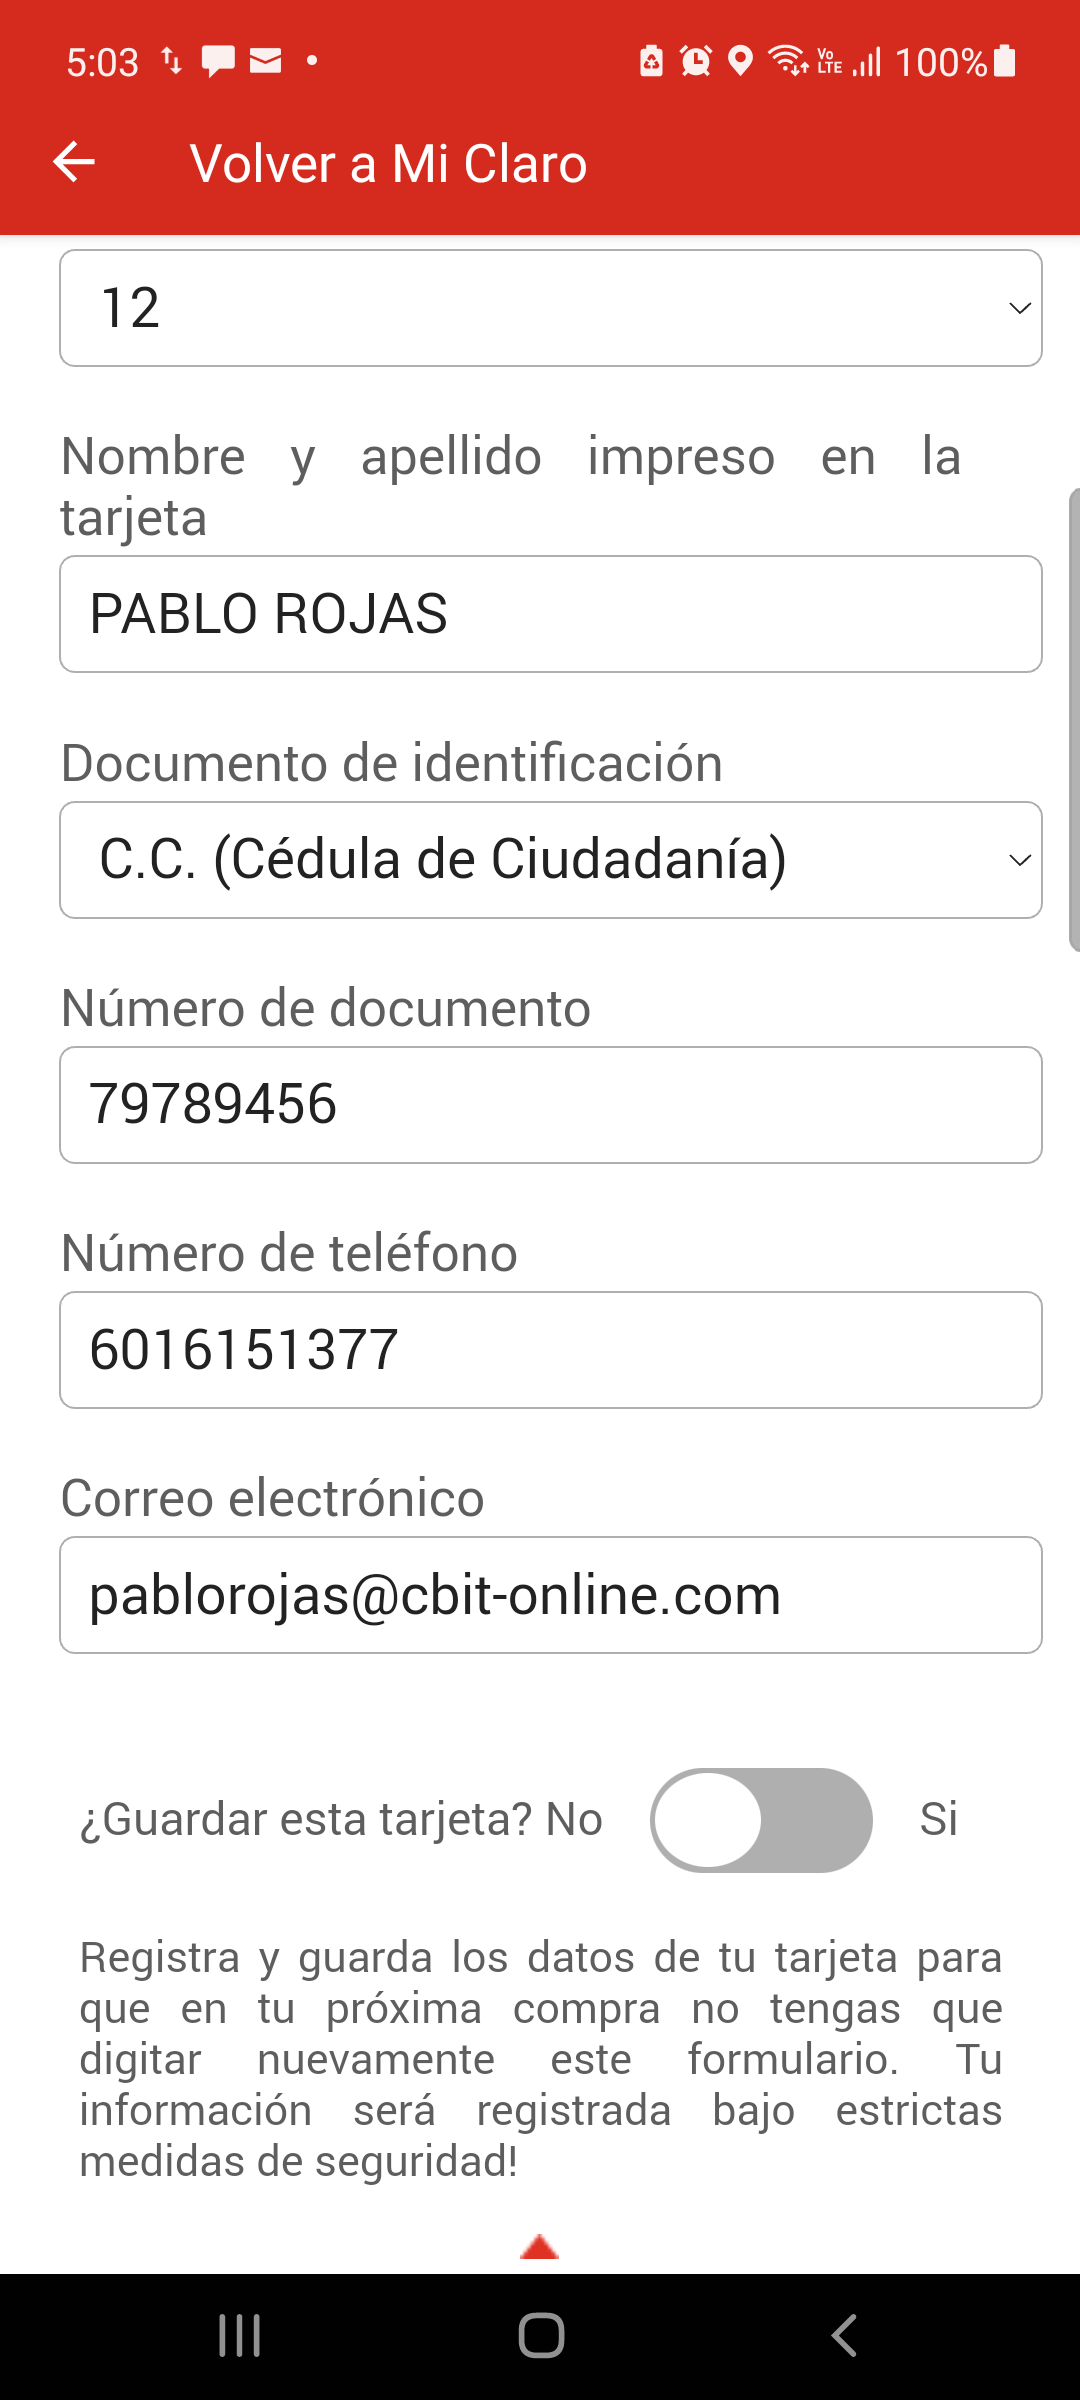 5:03
Vo LTE 100%
Volver a Mi Claro
12
Nombre y apellido impreso en la
tarjeta
PABLO ROJAS
Documento de identificación
C.C. (Cédula de Ciudadanía)
Número de documento
79789456
Número de teléfono
6016151377
Correo electrónico
pablorojas@cbit-online.com
¿Guardar esta tarjeta? No Si
Registra y guarda los datos de tu tarjeta para
que en tu próxima compra no tengas que
digitar nuevamente este formulario. Tu
información será registrada bajo estrictas
medidas de seguridad!